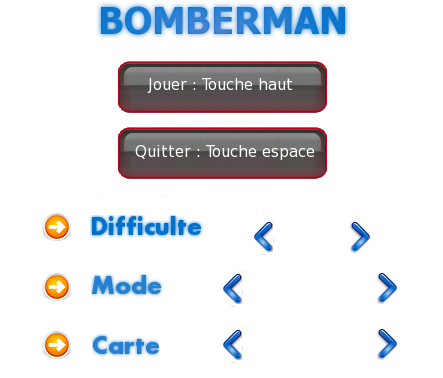 BOMBERMAN
Jouer : Touche haut
Quitter : Touche espace
Difficulte
Mode
Carte